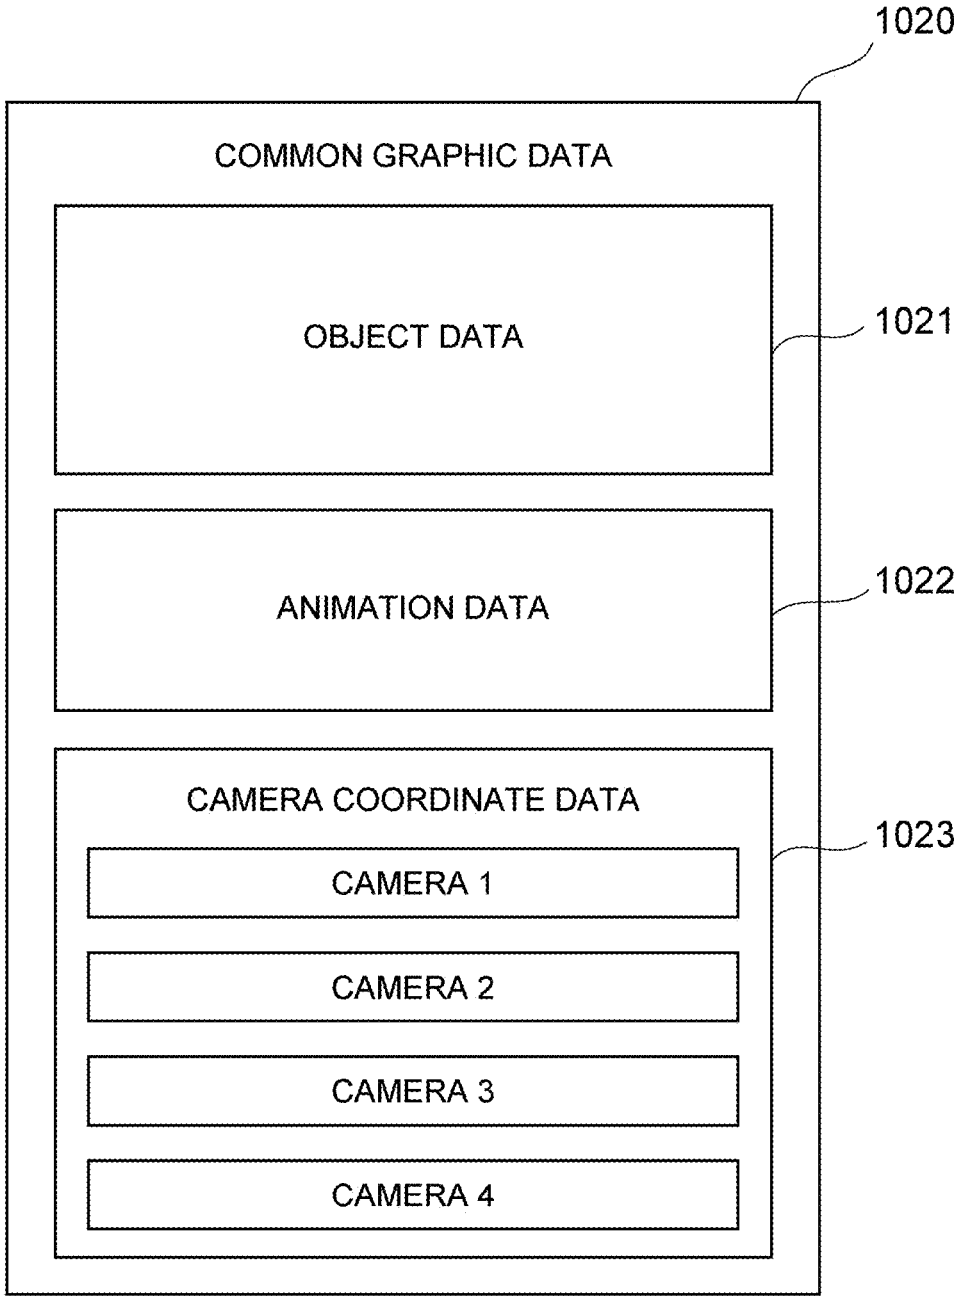 1020
COMMON GRAPHIC DATA
OBJECT DATA
1021
ANIMATION DATA
1022
CAMERA COORDINATE DATA
1023
CAMERA 1
CAMERA 2
CAMERA 3
CAMERA 4